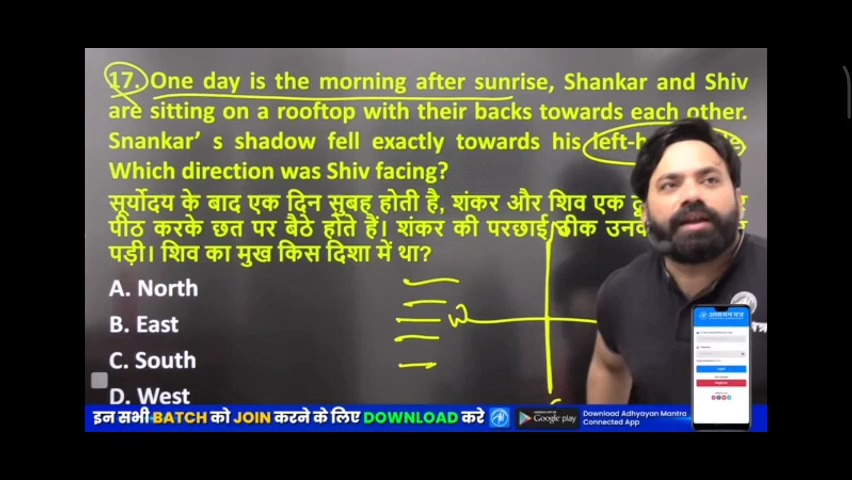 17. One day is the morning after sunrise, Shankar and Shiv
are sitting on a rooftop with their backs towards each other.
Snankar' s shadow fell exactly towards his
Which direction was Shiv facing?
सूर्योदय के बाद एक दिन सुबह होती है, शंकर और शिव एक
पीठ करके छत पर बैठे होते हैं। शंकर की परछाई ठीक
पड़ी। शिव का मुख किस दिशा में था?
A. North
B. East
W
C. South
D. West
इन सभी BATCH को JOIN करने के लिए DOWNLOAD करे
Google play
Download Adhyayan Mantra
Connected App